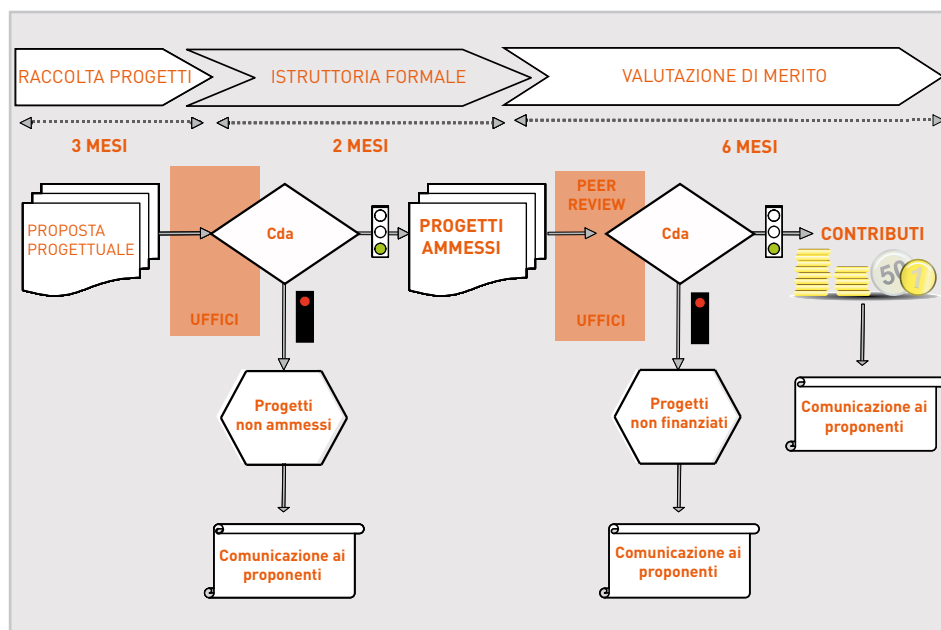 RACCOLTA PROGETTI
ISTRUTTORIA FORMALE
VALUTAZIONE DI MERITO
3 MESI
2 MESI
6 MESI
PROPOSTA
PROGETTUALE
UFFICI
Cda
PROGETTI
AMMESSI
PEER
REVIEW
UFFICI
Cda
CONTRIBUTI
50
1
Progetti
non ammessi
Progetti
non finanziati
Comunicazione ai
proponenti
Comunicazione ai
proponenti
Comunicazione ai
proponenti